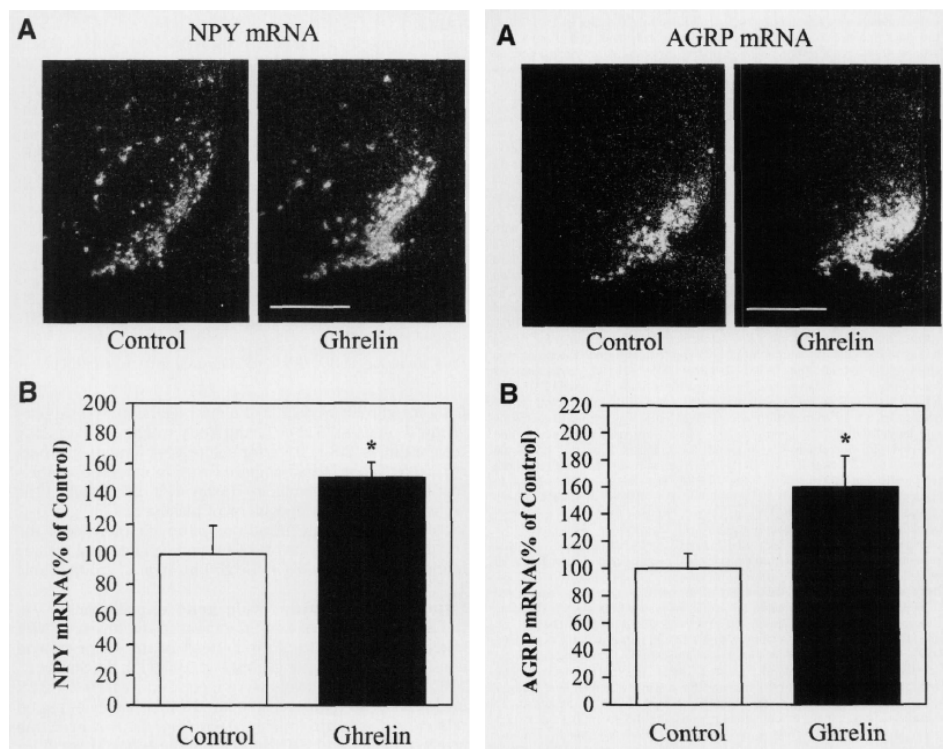 A
NPY mRNA
Control
Ghrelin
B
NPY mRNA(% of Control)
200
180
160
140
120
100
80
60
40
20
0
*
Control
Ghrelin
A
AGRP mRNA
Control
Ghrelin
B
AGRP mRNA(% of Control)
220
200
180
160
140
120
100
80
60
40
20
0
*
Control
Ghrelin